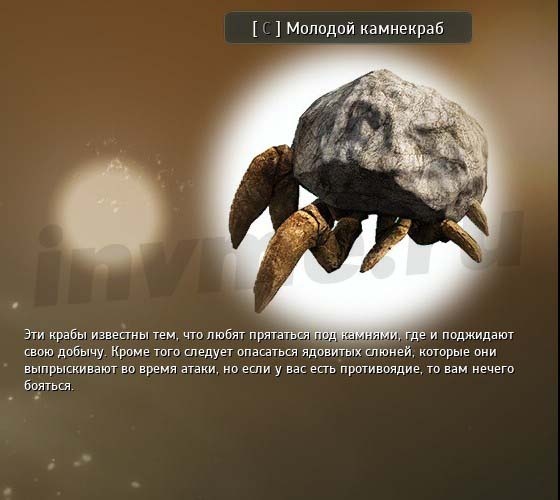 [ C ] Молодой камнекраб
invme.ru
Эти крабы известны тем, что любят прятаться под камнями, где и поджидают
свою добычу. Кроме того следует опасаться ядовитых слюней, которые они
выпрыскивают во время атаки, но если у вас есть противоядие, то вам нечего
бояться.